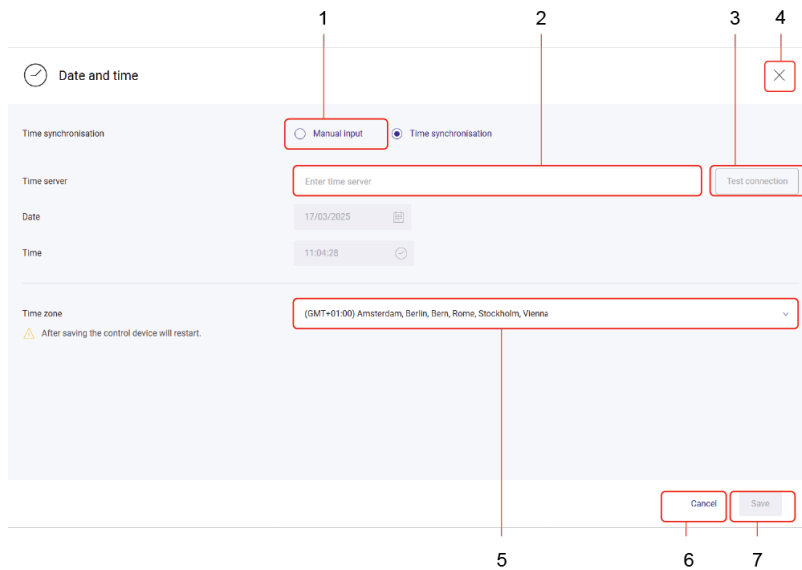 1 2 3 4
Date and time
Time synchronisation Manual input Time synchronisation
Time server Enter time server Test connection
Date 17/03/2025
Time 11:04:28
Time zone (GMT+01:00) Amsterdam, Berlin, Bern, Rome, Stockholm, Vienna
After saving the control device will restart.
Cancel Save
5 6 7